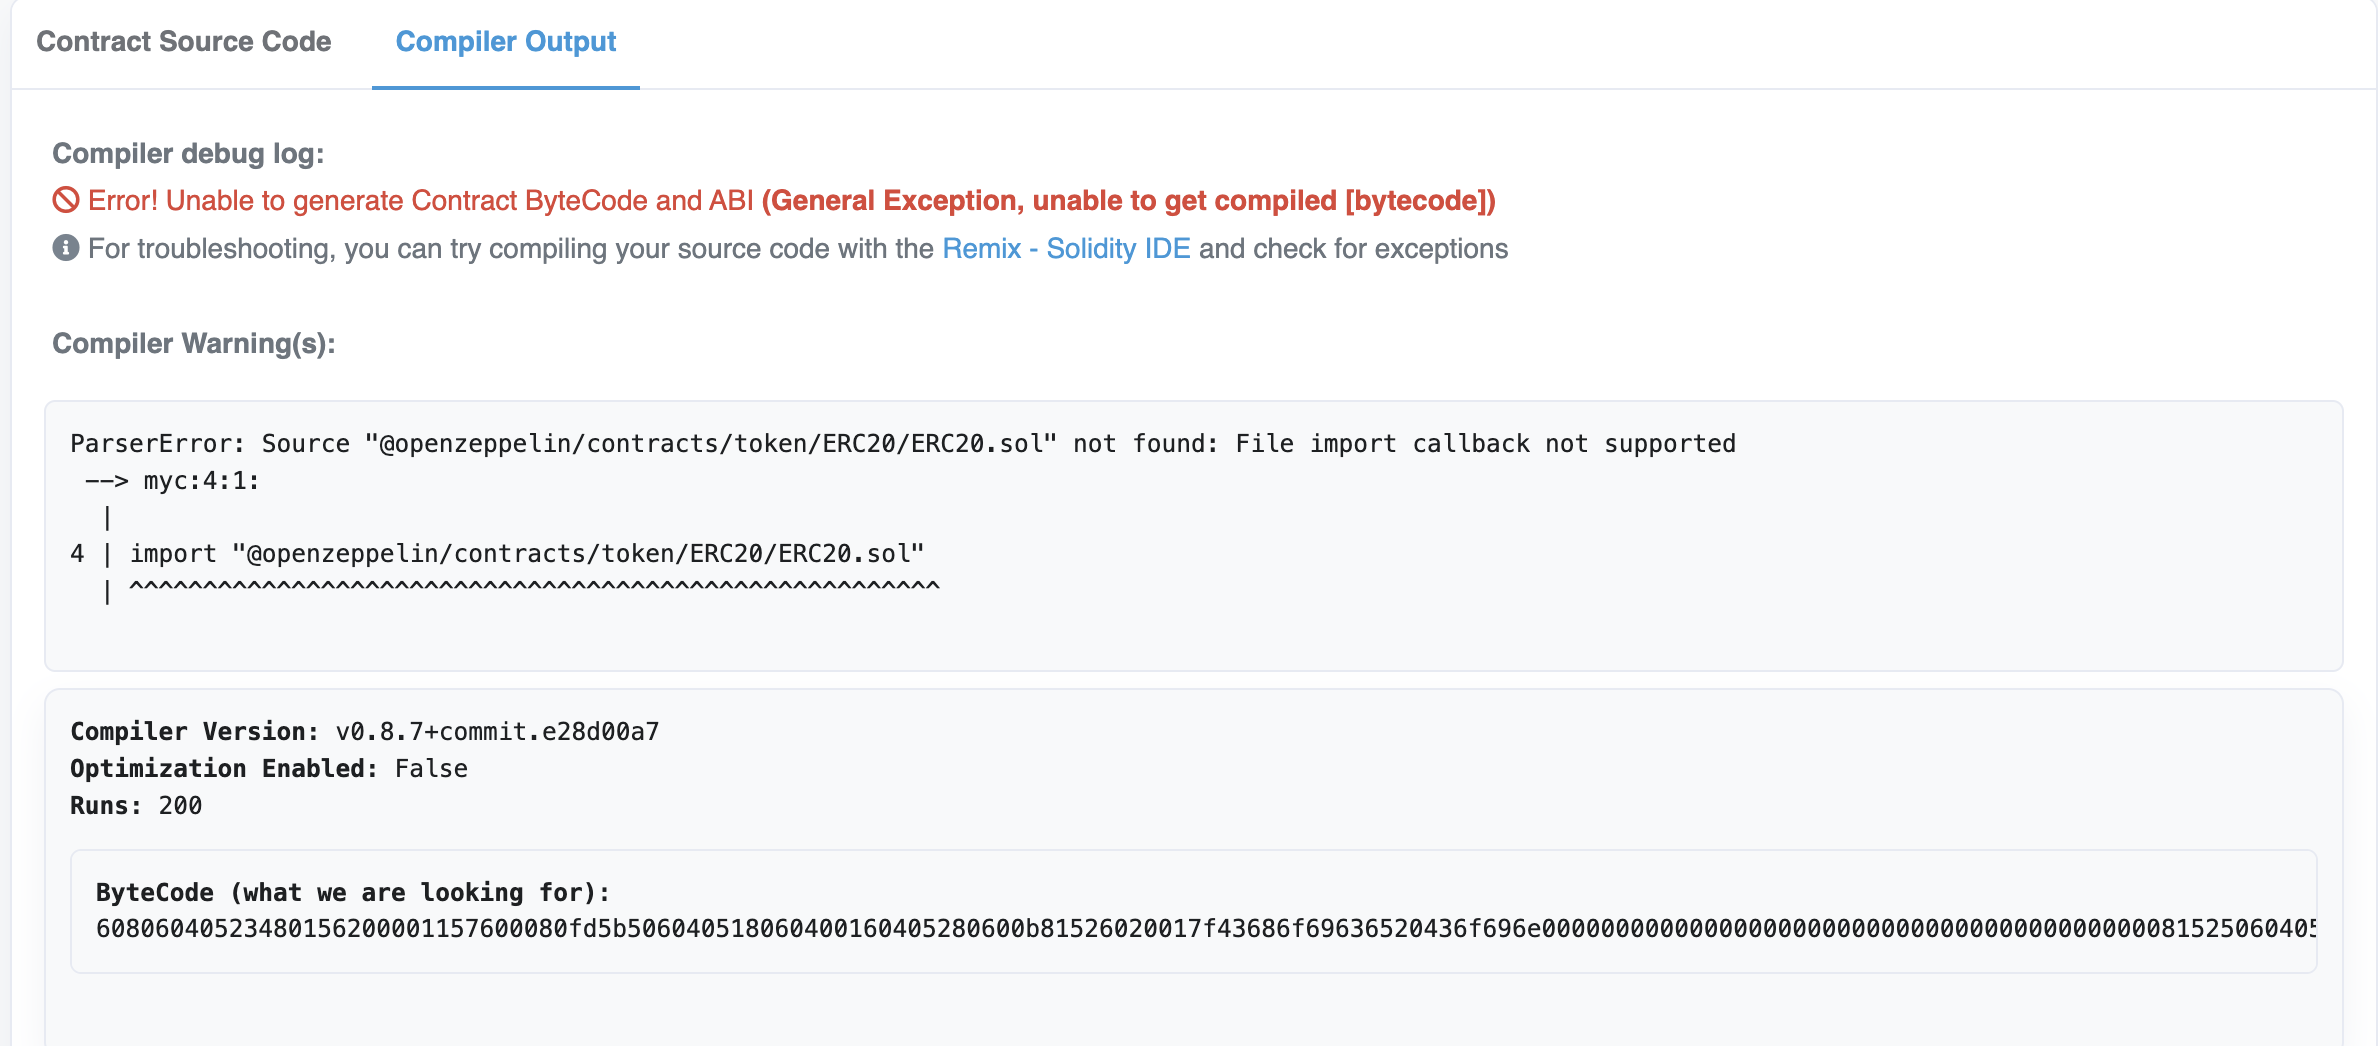 Contract Source Code
Compiler Output
Compiler debug log:
Error! Unable to generate Contract ByteCode and ABI (General Exception, unable to get compiled [bytecode])
For troubleshooting, you can try compiling your source code with the Remix - Solidity IDE and check for exceptions
Compiler Warning(s):
ParserError: Source "@openzeppelin/contracts/token/ERC20/ERC20.sol" not found: File import callback not supported
 --> myc:4:1:
  |
4 | import "@openzeppelin/contracts/token/ERC20/ERC20.sol"
  | ^^^^^^^^^^^^^^^^^^^^^^^^^^^^^^^^^^^^^^^^^^^^^^^^^^^^^^^
Compiler Version: v0.8.7+commit.e28d00a7
Optimization Enabled: False
Runs: 200
ByteCode (what we are looking for):
60806040523480156200001157600080fd5b506040518060400160405280600b81526020017f43686f69636520436f696e00000000000000000000000000000000000000000081525060405